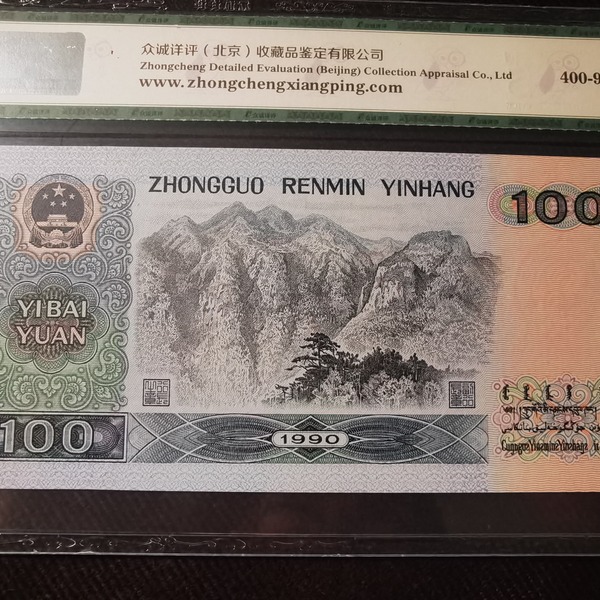 众诚详评（北京）收藏品鉴定有限公司
Zhongcheng Detailed Evaluation (Beijing) Collection Appraisal Co., Ltd
www.zhongchengxiangping.com
400-9
ZHONGGUO RENMIN YINHANG
100
YIBAI
YUAN
100
1990